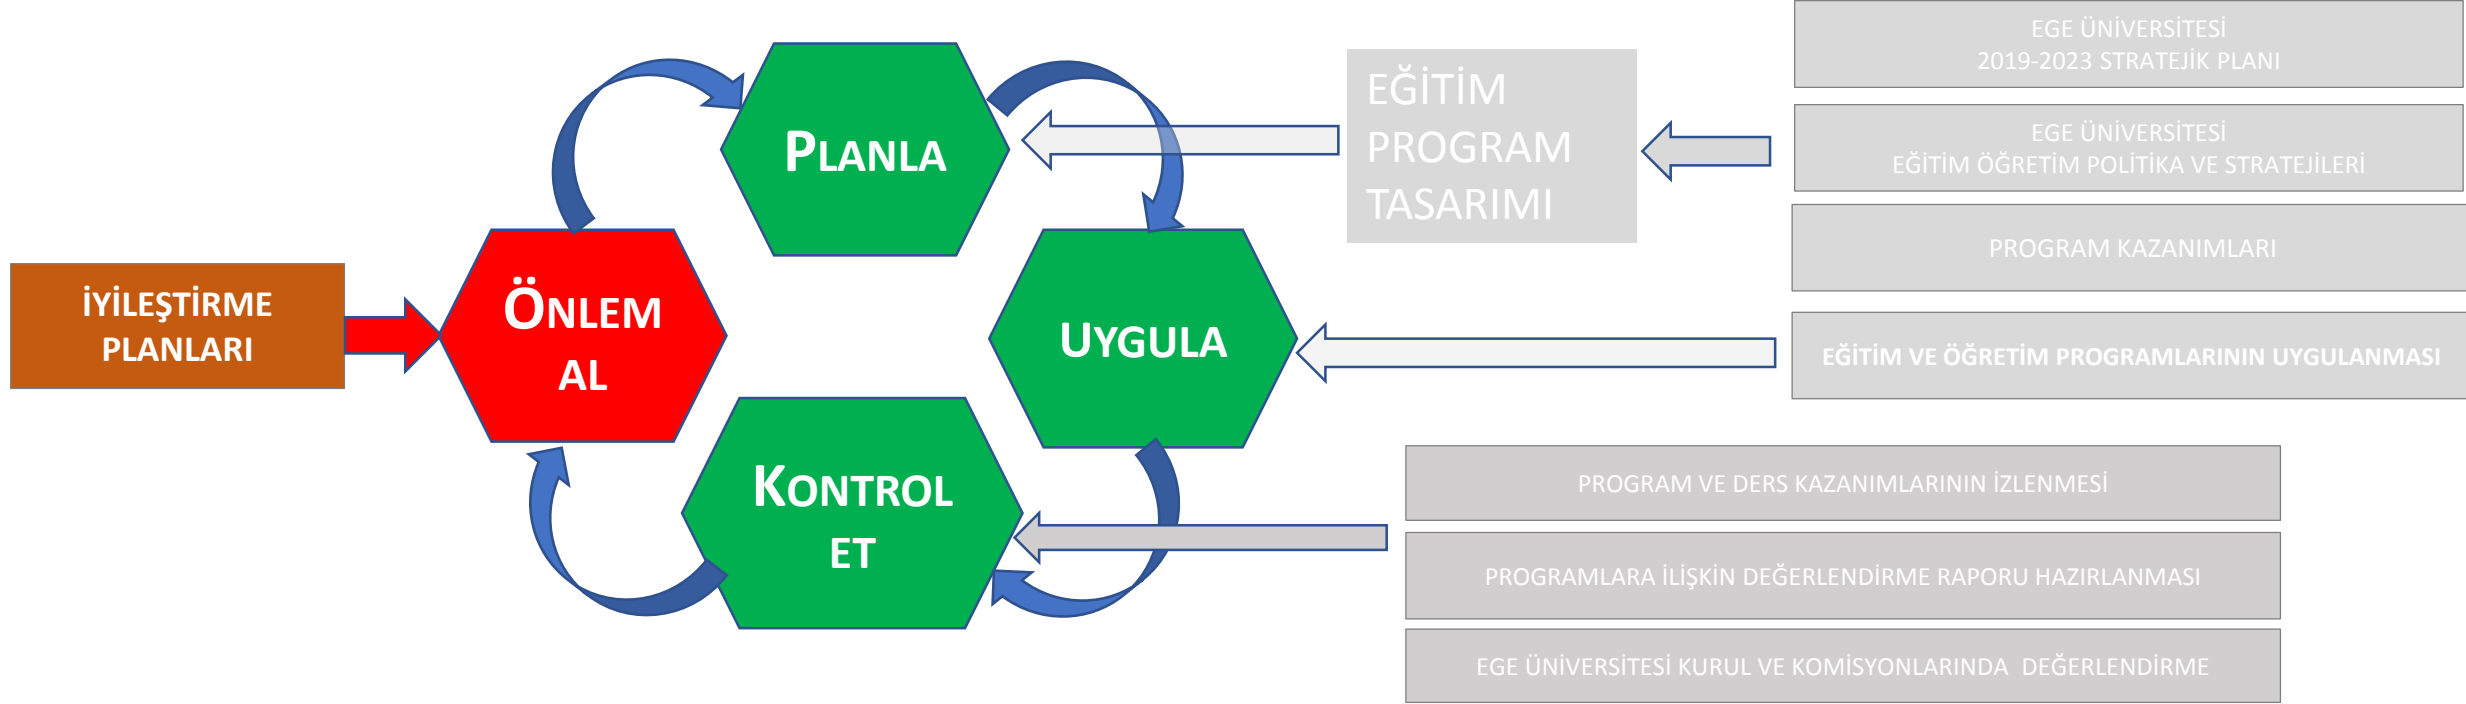 PLANLA
UYGULA
KONTROL
ET
ÖNLEM
AL
İYİLEŞTİRME
PLANLARI
EĞİTİM
PROGRAM
TASARIMI
EGE ÜNİVERSİTESİ
2019-2023 STRATEJİK PLANI
EGE ÜNİVERSİTESİ
EĞİTİM ÖĞRETİM POLİTİKA VE STRATEJİLERİ
PROGRAM KAZANIMLARI
EĞİTİM VE ÖĞRETİM PROGRAMLARININ UYGULANMASI
PROGRAM VE DERS KAZANIMLARININ İZLENMESİ
PROGRAMLARA İLİŞKİN DEĞERLENDİRME RAPORU HAZIRLANMASI
EGE ÜNİVERSİTESİ KURUL VE KOMİSYONLARINDA DEĞERLENDİRME